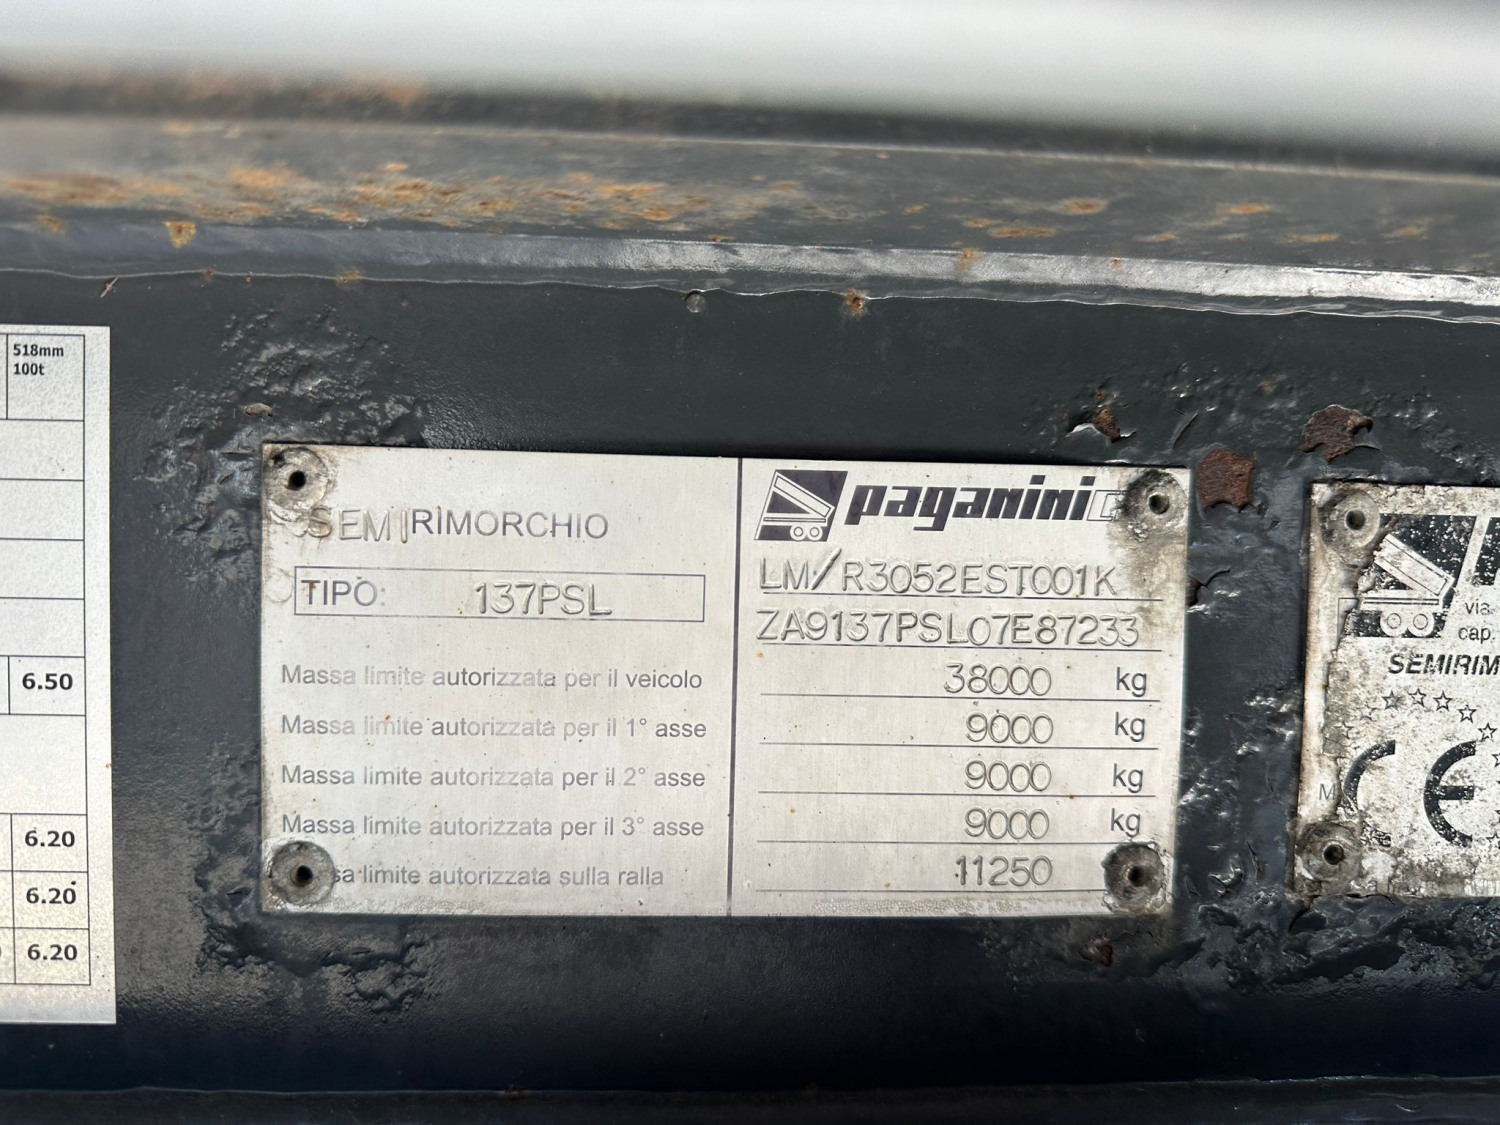 518mm
100t
6.50
6.20
6.20
6.20
SEMIRIMORCHIO
TIPO: 137PSL
Massa limite autorizzata per il veicolo
Massa limite autorizzata per il 1° asse
Massa limite autorizzata per il 2° asse
Massa limite autorizzata per il 3° asse
sa limite autorizzata sulla ralla
paganini
LM/R3052EST001K
ZA9137PSL07E87233
38000 kg
9000 kg
9000 kg
9000 kg
11250
via
cap.
SEMIRIM
CE
M